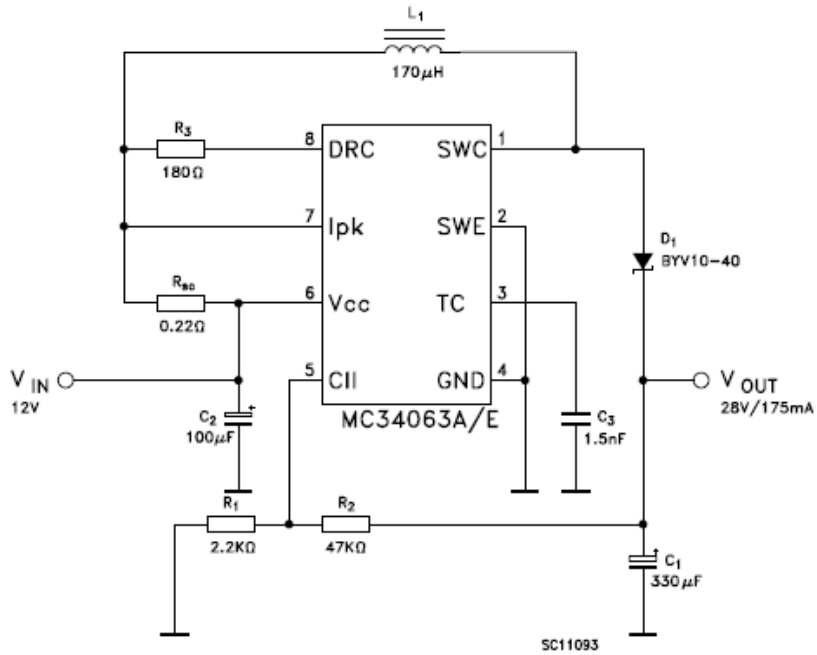 L1
170µH
R3
180Ω
8
DRC
SWC
1
7
Ipk
SWE
2
D1
BYV10-40
Rsc
0.22Ω
6
Vcc
TC
3
VIN
12V
5
CII
GND
4
VOUT
28V/175mA
C2
+
100µF
MC34063A/E
C3
1.5nF
R1
2.2KΩ
R2
47KΩ
C1
+
330µF
SC11093